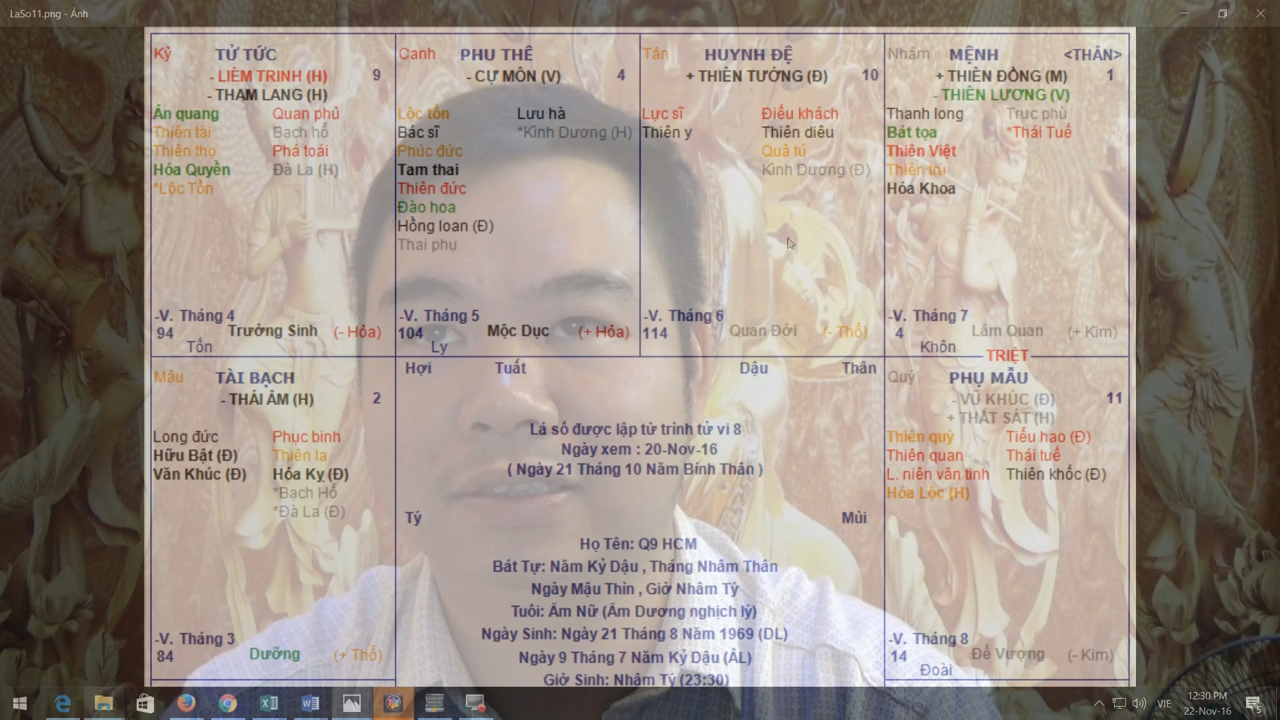 LaSo11.png - Ảnh
Kỷ TỬ TỨC
- LIÊM TRINH (H) 9
- THAM LANG (H)
Ân quang Quan phủ
Thiên tài Bạch hổ
Thiên thọ Phá toái
Hóa Quyền Đà La (H)
*Lộc Tồn
-V. Tháng 4
94 Trường Sinh (- Hỏa)
Tốn
Canh PHU THÊ
- CỰ MÔN (V) 4
Lộc tồn Lưu hà
Bác sĩ *Kình Dương (H)
Phúc đức
Tam thai
Thiên đức
Đào hoa
Hồng loan (Đ)
Thai phụ
-V. Tháng 5
104 Mộc Dục (+ Hỏa)
Ly
Tân HUYNH ĐỆ
+ THIÊN TƯỚNG (Đ) 10
Lực sĩ Điếu khách
Thiên y Thiên diêu
Quả tú
Kình Dương (Đ)
-V. Tháng 6
114 Quan Đới (- Thổ)
Nhâm MỆNH <THÂN>
+ THIÊN ĐỒNG (M) 1
- THIÊN LƯƠNG (V)
Thanh long Trực phù
Bát tọa *Thái Tuế
Thiên Việt
Hóa Khoa
-V. Tháng 7
4 Lâm Quan (+ Kim)
Khôn
TRIỆT
Mậu TÀI BẠCH
- THÁI ÂM (H) 2
Long đức Phục binh
Hữu Bật (Đ) Thiên la
Văn Khúc (Đ) Hóa Kỵ (Đ)
*Bạch Hổ
*Đà La (Đ)
-V. Tháng 3
84 Dưỡng (+ Thổ)
Hợi Tuất Dậu Thân
Lá số được lập từ trình tử vi 8
Ngày xem : 20-Nov-16
( Ngày 21 Tháng 10 Năm Bính Thân )
Tý Mùi
Họ Tên: Q9 HCM
Bát Tự: Năm Kỷ Dậu , Tháng Nhâm Thân
Ngày Mậu Thìn , Giờ Nhâm Tý
Tuổi: Âm Nữ (Âm Dương nghịch lý)
Ngày Sinh: Ngày 21 Tháng 8 Năm 1969 (DL)
Ngày 9 Tháng 7 Năm Kỷ Dậu (ÂL)
Giờ Sinh: Nhâm Tý (23:30)
Quý PHỤ MẪU
- VŨ KHÚC (Đ) 11
+ THẤT SÁT (H)
Thiên quý Tiểu hao (Đ)
Thiên quan Thái tuế
L. niên văn tinh Thiên khốc (Đ)
Hóa Lộc (H)
-V. Tháng 8
14 Đế Vượng (- Kim)
Đoài
VIE
12:30 PM
22-Nov-16